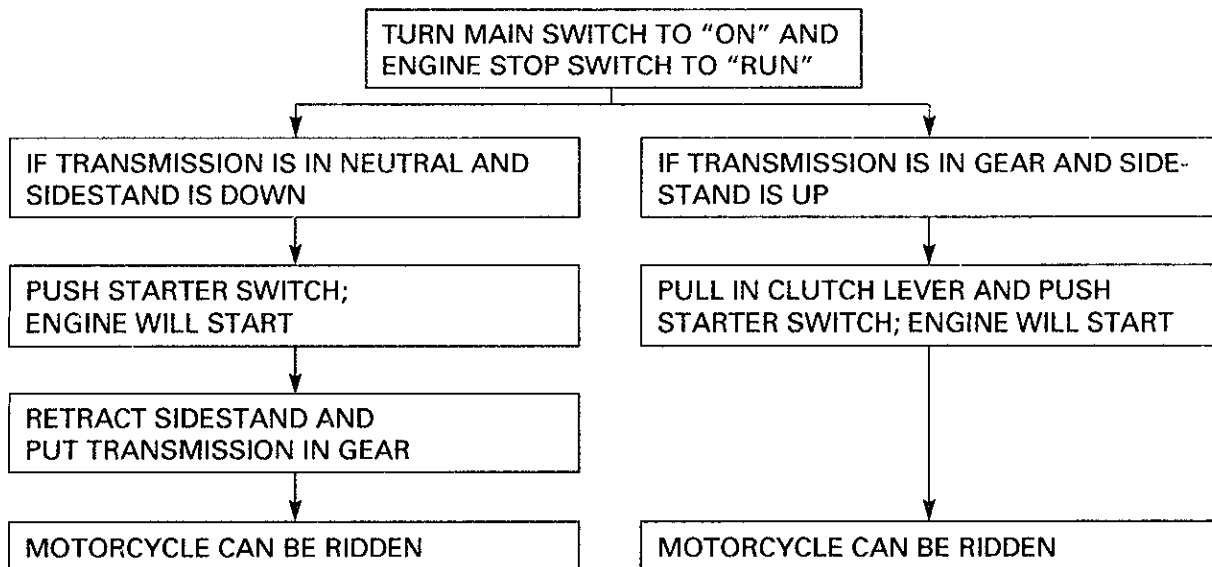 TURN MAIN SWITCH TO “ON” AND
ENGINE STOP SWITCH TO “RUN”
IF TRANSMISSION IS IN NEUTRAL AND
SIDESTAND IS DOWN
PUSH STARTER SWITCH;
ENGINE WILL START
RETRACT SIDESTAND AND
PUT TRANSMISSION IN GEAR
MOTORCYCLE CAN BE RIDDEN
IF TRANSMISSION IS IN GEAR AND SIDE-
STAND IS UP
PULL IN CLUTCH LEVER AND PUSH
STARTER SWITCH; ENGINE WILL START
MOTORCYCLE CAN BE RIDDEN